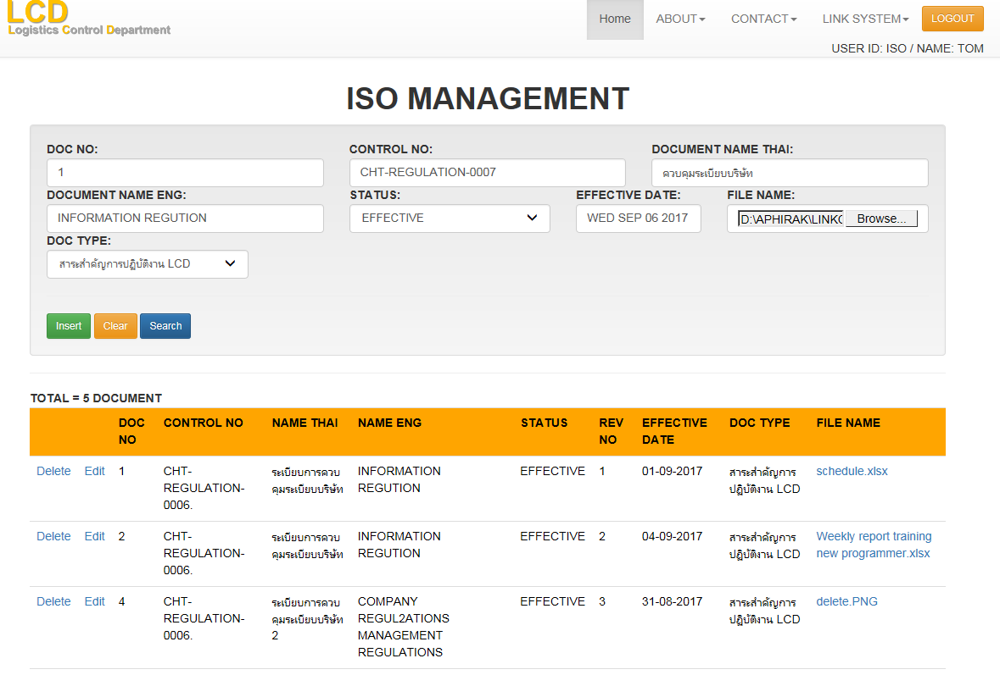 LCD
Logistics Control Department
Home ABOUT CONTACT LINK SYSTEM LOGOUT
USER ID: ISO / NAME: TOM
ISO MANAGEMENT
DOC NO: CONTROL NO: DOCUMENT NAME THAI:
1 CHT-REGULATION-0007 ควบคุมระเบียบบริษัท
DOCUMENT NAME ENG: STATUS: EFFECTIVE DATE: FILE NAME:
INFORMATION REGUTION EFFECTIVE WED SEP 06 2017 D:\APHIRAK\LINK Browse...
DOC TYPE:
สาระสำคัญการปฏิบัติงาน LCD
Insert Clear Search
TOTAL = 5 DOCUMENT
DOC CONTROL NO NAME THAI NAME ENG STATUS REV EFFECTIVE DOC TYPE FILE NAME
NO NO DATE
Delete Edit 1 CHT- ระเบียบการควบ INFORMATION EFFECTIVE 1 01-09-2017 สาระสำคัญการ schedule.xlsx
REGULATION- คุมระเบียบบริษัท REGUTION ปฏิบัติงาน LCD
0006.
Delete Edit 2 CHT- ระเบียบการควบ INFORMATION EFFECTIVE 2 04-09-2017 สาระสำคัญการ Weekly report training
REGULATION- คุมระเบียบบริษัท REGUTION ปฏิบัติงาน LCD new programmer.xlsx
0006.
Delete Edit 4 CHT- ระเบียบการควบ COMPANY EFFECTIVE 3 31-08-2017 สาระสำคัญการ delete.PNG
REGULATION- คุมระเบียบบริษัท REGUL2ATIONS ปฏิบัติงาน LCD
0006. 2 MANAGEMENT
REGULATIONS